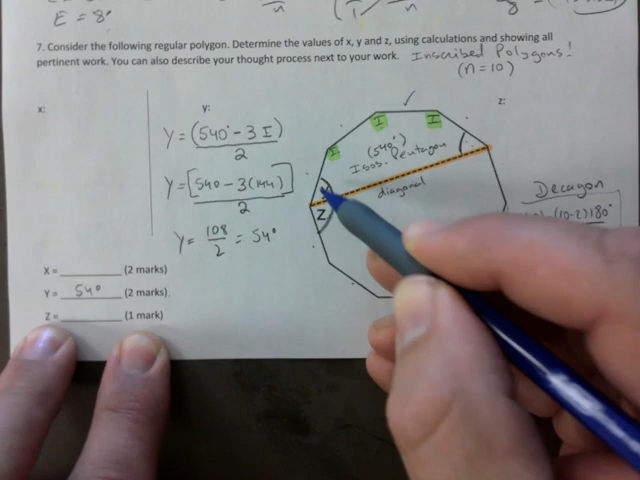 E = 8°
n
n
8
7. Consider the following regular polygon. Determine the values of x, y and z, using calculations and showing all
pertinent work. You can also describe your thought process next to your work. Inscribed Polygons!
(n = 10)
x:
y:
z:
Y = (540° - 3 I)
2
Y = [540 - 3(144)]
2
Y = 108 = 54°
2
I
I
I
(540°)
Isos. Pentagon
diagonal
Z
Decagon
(10-2)180°
X = (2 marks)
Y = 54° (2 marks)
Z = (1 mark)